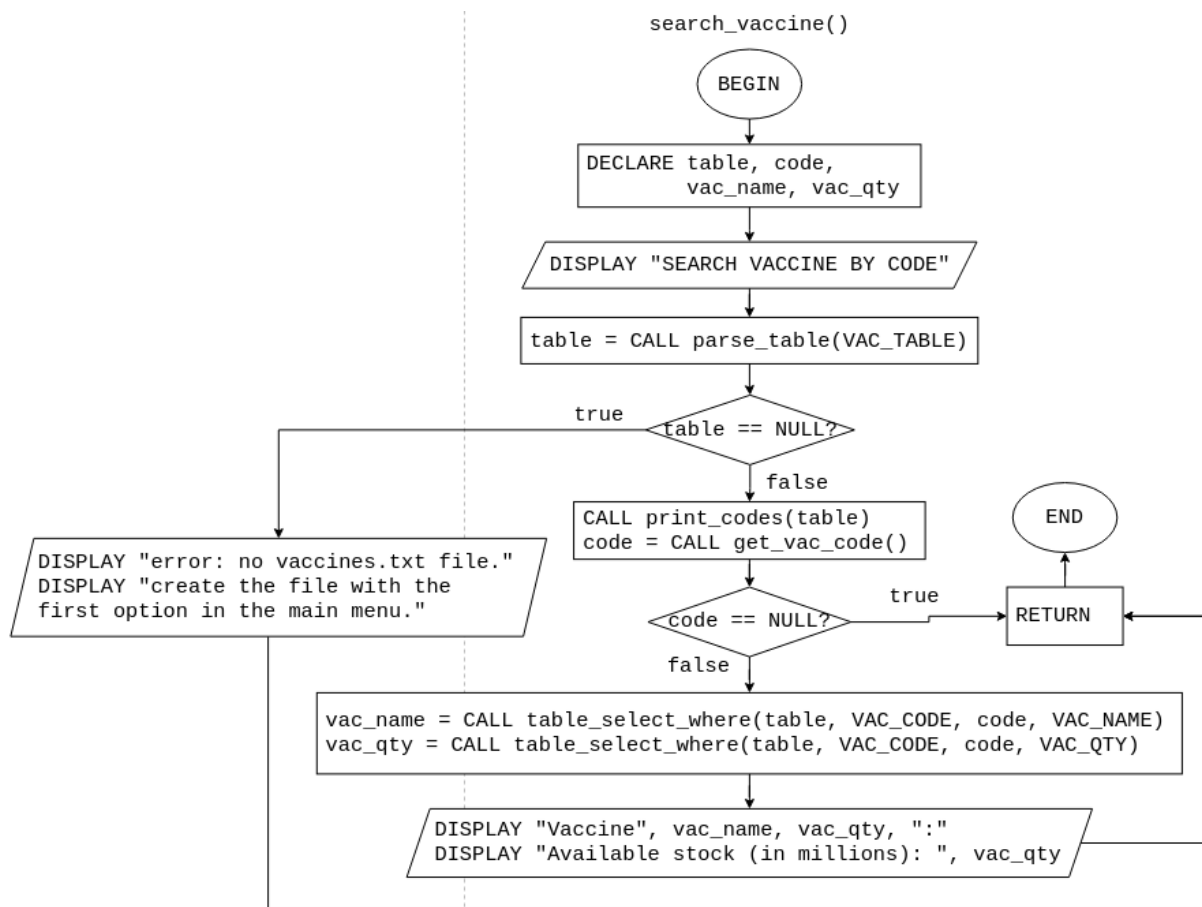 search_vaccine()
BEGIN
DECLARE table, code,
vac_name, vac_qty
DISPLAY "SEARCH VACCINE BY CODE"
table = CALL parse_table(VAC_TABLE)
table == NULL?
true
false
DISPLAY "error: no vaccines.txt file."
DISPLAY "create the file with the
first option in the main menu."
CALL print_codes(table)
code = CALL get_vac_code()
END
code == NULL?
true
RETURN
false
vac_name = CALL table_select_where(table, VAC_CODE, code, VAC_NAME)
vac_qty = CALL table_select_where(table, VAC_CODE, code, VAC_QTY)
DISPLAY "Vaccine", vac_name, vac_qty, ":"
DISPLAY "Available stock (in millions): ", vac_qty